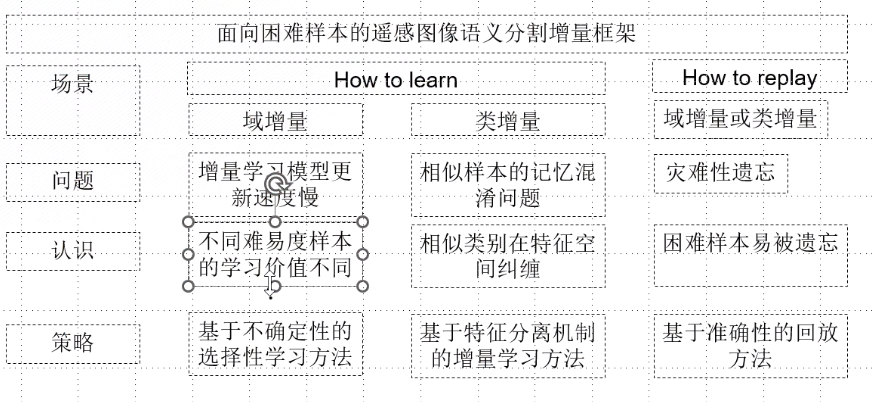 面向困难样本的遥感图像语义分割增量框架
场景
How to learn
How to replay
域增量
类增量
域增量或类增量
问题
增量学习模型更
新速度慢
相似样本的记忆混
淆问题
灾难性遗忘
认识
不同难易度样本
的学习价值不同
相似类别在特征空
间纠缠
困难样本易被遗忘
策略
基于不确定性的
选择性学习方法
基于特征分离机制
的增量学习方法
基于准确性的回放
方法